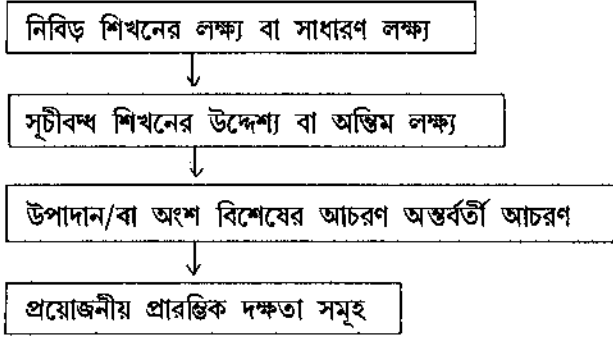 নিবিড় শিখনের লক্ষ্য বা সাধারণ লক্ষ্য
সূচীবদ্ধ শিখনের উদ্দেশ্য বা অন্তিম লক্ষ্য
উপাদান/বা অংশ বিশেষের আচরণ অন্তর্বর্তী আচরণ
প্রয়োজনীয় প্রারম্ভিক দক্ষতা সমূহ